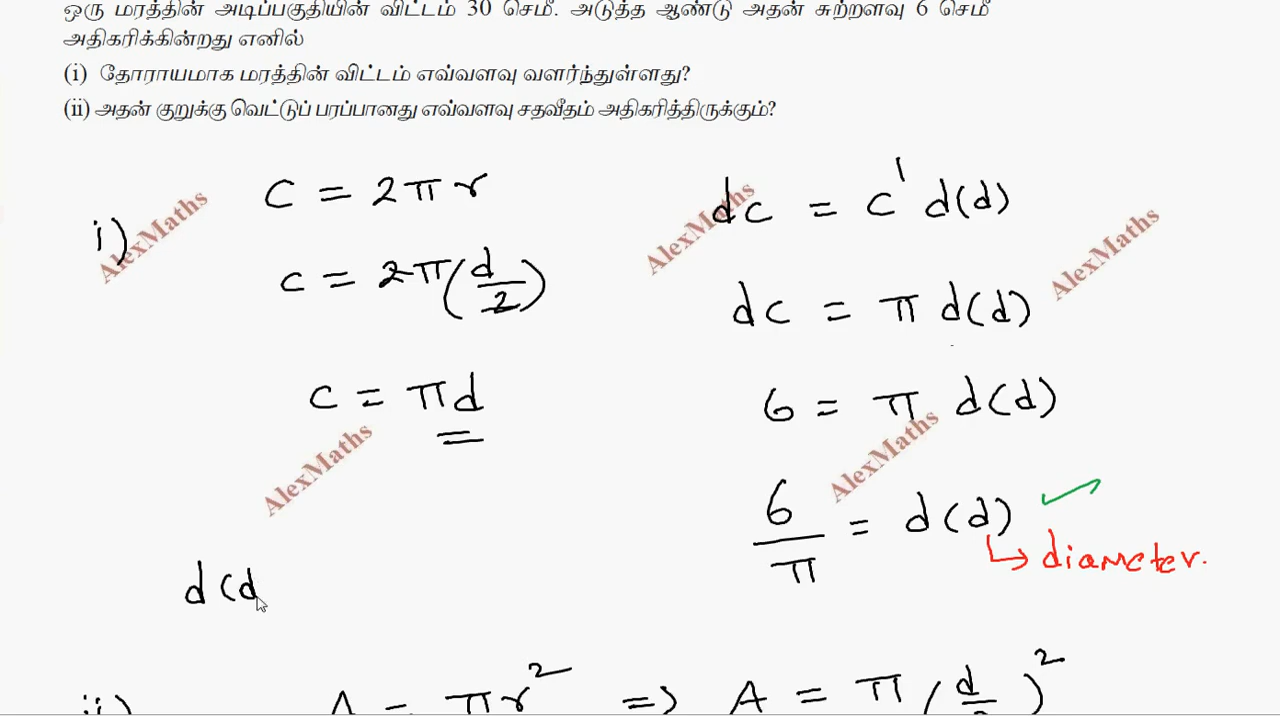 ஒரு மரத்தின் அடிப்பகுதியின் விட்டம் 30 செமீ. அடுத்த ஆண்டு அதன் சுற்றளவு 6 செமீ
அதிகரிக்கின்றது எனில்
(i) தோராயமாக மரத்தின் விட்டம் எவ்வளவு வளர்ந்துள்ளது?
(ii) அதன் குறுக்கு வெட்டுப் பரப்பானது எவ்வளவு சதவீதம் அதிகரித்திருக்கும்?
i)
C = 2πr
c = 2π(d/2)
c = πd
dc = c' d(d)
dc = π d(d)
6 = π d(d)
6/π = d(d)
diameter.
d(d
ii)
A = πr² => A = π(d/2)²
AlexMaths
AlexMaths
AlexMaths
AlexMaths
AlexMaths